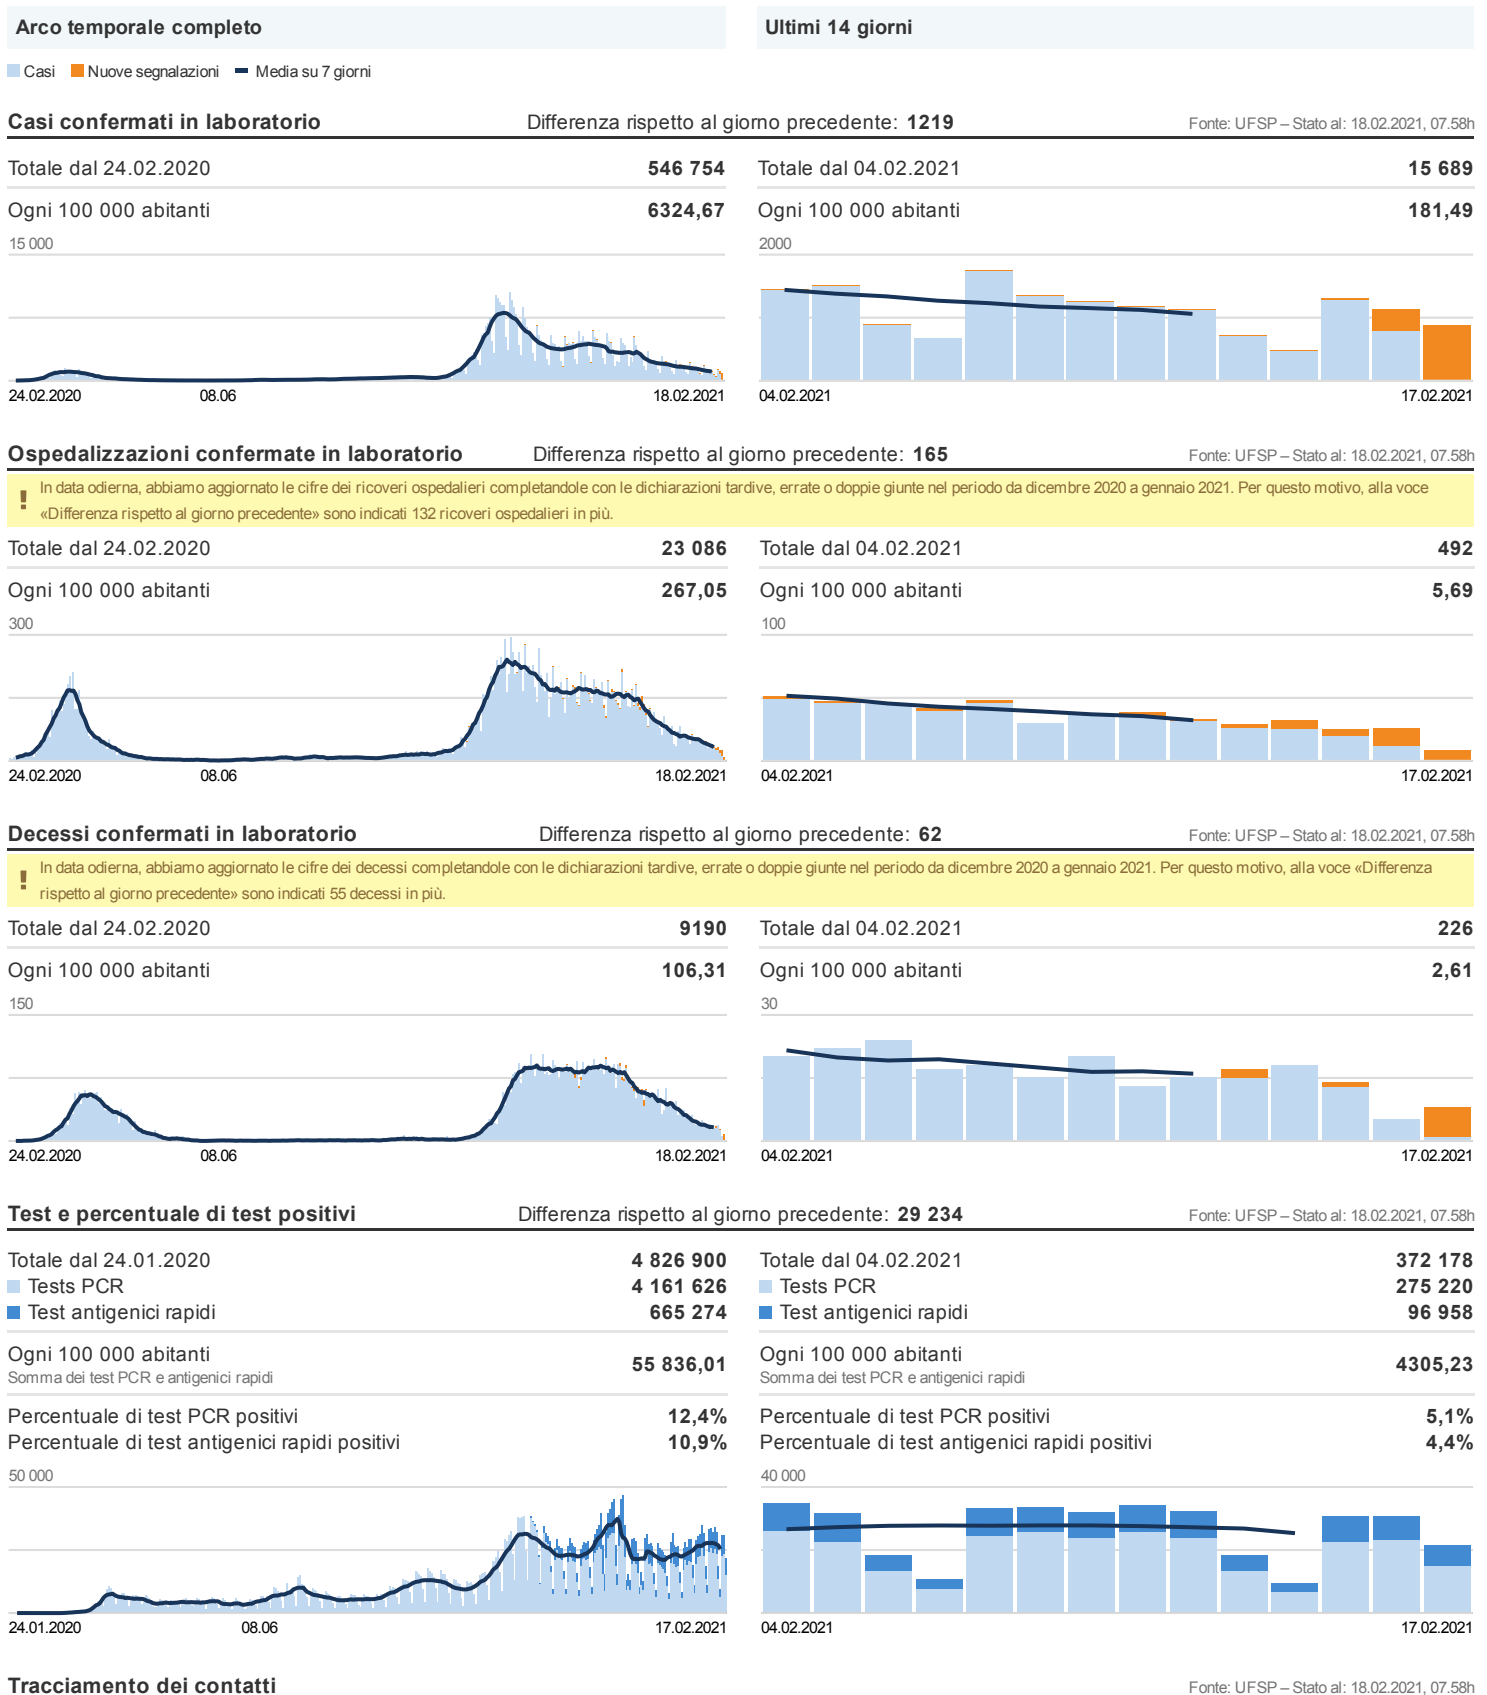 Arco temporale completo
Ultimi 14 giorni
Casi Nuove segnalazioni Media su 7 giorni
Casi confermati in laboratorio Differenza rispetto al giorno precedente: 1219 Fonte: UFSP – Stato al: 18.02.2021, 07.58h
Totale dal 24.02.2020 546 754
Ogni 100 000 abitanti 6324,67
15 000
24.02.2020 08.06 18.02.2021
Totale dal 04.02.2021 15 689
Ogni 100 000 abitanti 181,49
2000
04.02.2021 17.02.2021
Ospedalizzazioni confermate in laboratorio Differenza rispetto al giorno precedente: 165 Fonte: UFSP – Stato al: 18.02.2021, 07.58h
! In data odierna, abbiamo aggiornato le cifre dei ricoveri ospedalieri completandole con le dichiarazioni tardive, errate o doppie giunte nel periodo da dicembre 2020 a gennaio 2021. Per questo motivo, alla voce
«Differenza rispetto al giorno precedente» sono indicati 132 ricoveri ospedalieri in più.
Totale dal 24.02.2020 23 086
Ogni 100 000 abitanti 267,05
300
24.02.2020 08.06 18.02.2021
Totale dal 04.02.2021 492
Ogni 100 000 abitanti 5,69
100
04.02.2021 17.02.2021
Decessi confermati in laboratorio Differenza rispetto al giorno precedente: 62 Fonte: UFSP – Stato al: 18.02.2021, 07.58h
! In data odierna, abbiamo aggiornato le cifre dei decessi completandole con le dichiarazioni tardive, errate o doppie giunte nel periodo da dicembre 2020 a gennaio 2021. Per questo motivo, alla voce «Differenza
rispetto al giorno precedente» sono indicati 55 decessi in più.
Totale dal 24.02.2020 9190
Ogni 100 000 abitanti 106,31
150
24.02.2020 08.06 18.02.2021
Totale dal 04.02.2021 226
Ogni 100 000 abitanti 2,61
30
04.02.2021 17.02.2021
Test e percentuale di test positivi Differenza rispetto al giorno precedente: 29 234 Fonte: UFSP – Stato al: 18.02.2021, 07.58h
Totale dal 24.01.2020 4 826 900
Tests PCR 4 161 626
Test antigenici rapidi 665 274
Ogni 100 000 abitanti 55 836,01
Somma dei test PCR e antigenici rapidi
Percentuale di test PCR positivi 12,4%
Percentuale di test antigenici rapidi positivi 10,9%
50 000
24.01.2020 08.06 17.02.2021
Totale dal 04.02.2021 372 178
Tests PCR 275 220
Test antigenici rapidi 96 958
Ogni 100 000 abitanti 4305,23
Somma dei test PCR e antigenici rapidi
Percentuale di test PCR positivi 5,1%
Percentuale di test antigenici rapidi positivi 4,4%
40 000
04.02.2021 17.02.2021
Tracciamento dei contatti Fonte: UFSP – Stato al: 18.02.2021, 07.58h